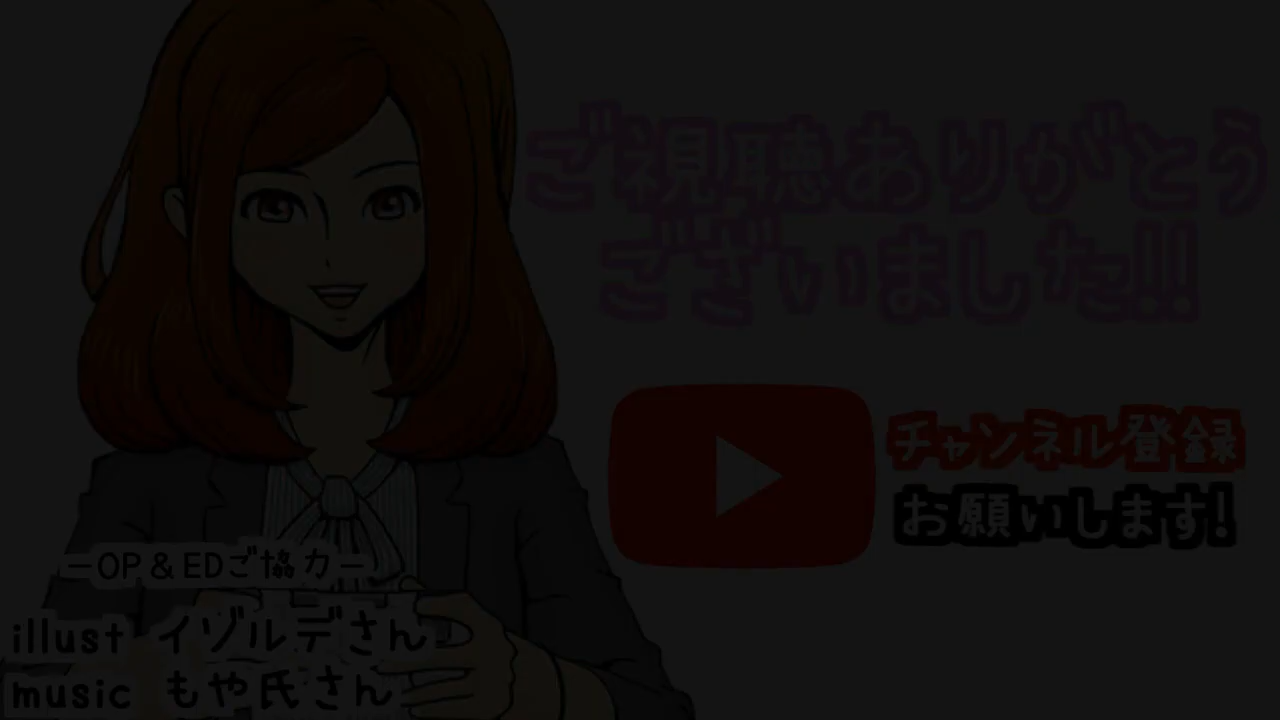 ご視聴ありがとう
ございました!!
チャンネル登録
お願いします!
ーOP＆EDご協力ー
illust イゾルデさん
music もや氏さん